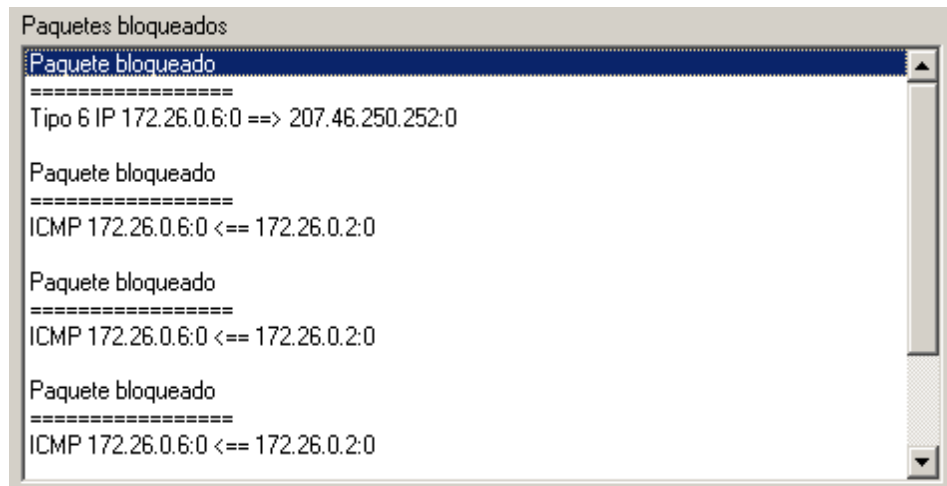 Paquetes bloqueados
Paquete bloqueado
=================
Tipo 6 IP 172.26.0.6:0 ==> 207.46.250.252:0
Paquete bloqueado
=================
ICMP 172.26.0.6:0 <== 172.26.0.2:0
Paquete bloqueado
=================
ICMP 172.26.0.6:0 <== 172.26.0.2:0
Paquete bloqueado
=================
ICMP 172.26.0.6:0 <== 172.26.0.2:0